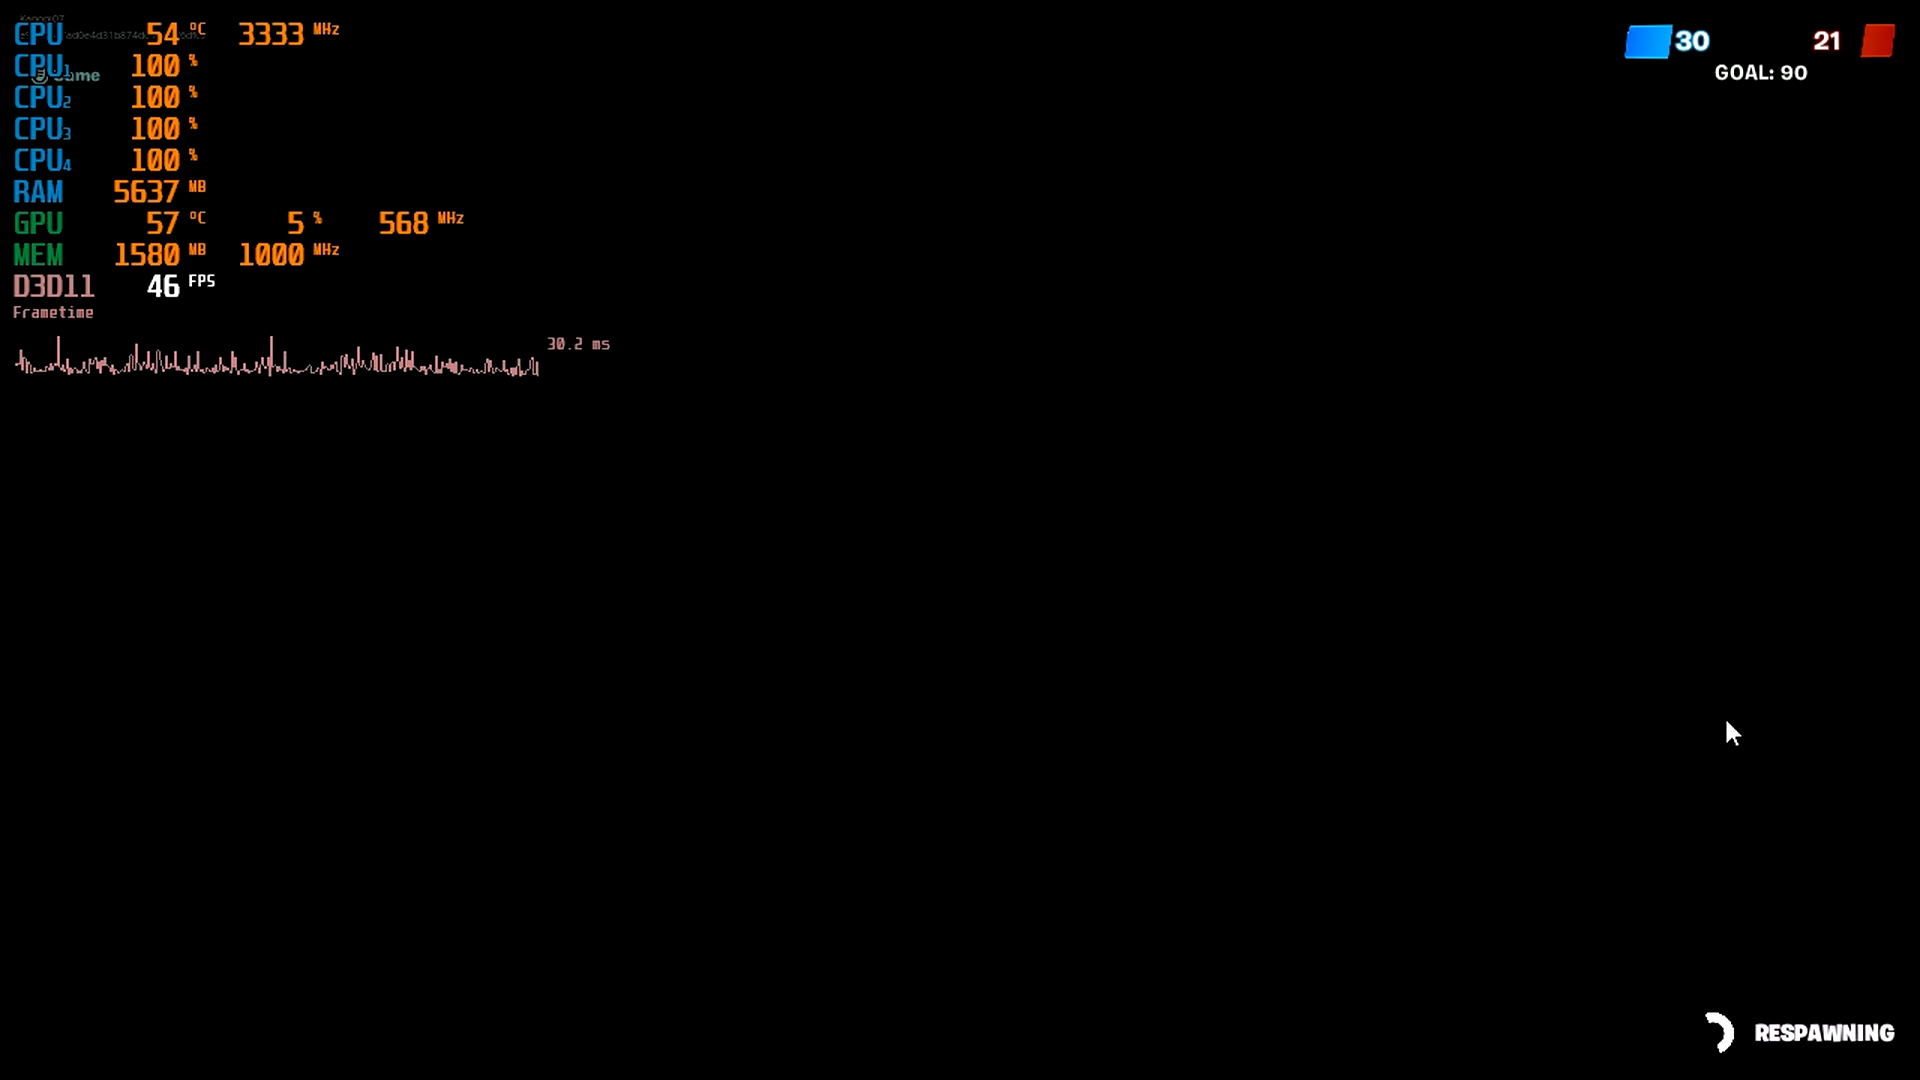 CPU 54 °C 3333 MHz
CPU1 100 %
CPU2 100 %
CPU3 100 %
CPU4 100 %
RAM 5637 MB
GPU 57 °C 5 % 568 MHz
MEM 1580 MB 1000 MHz
D3D11 46 FPS
Frametime
30.2 ms
30 21
GOAL: 90
RESPAWNING